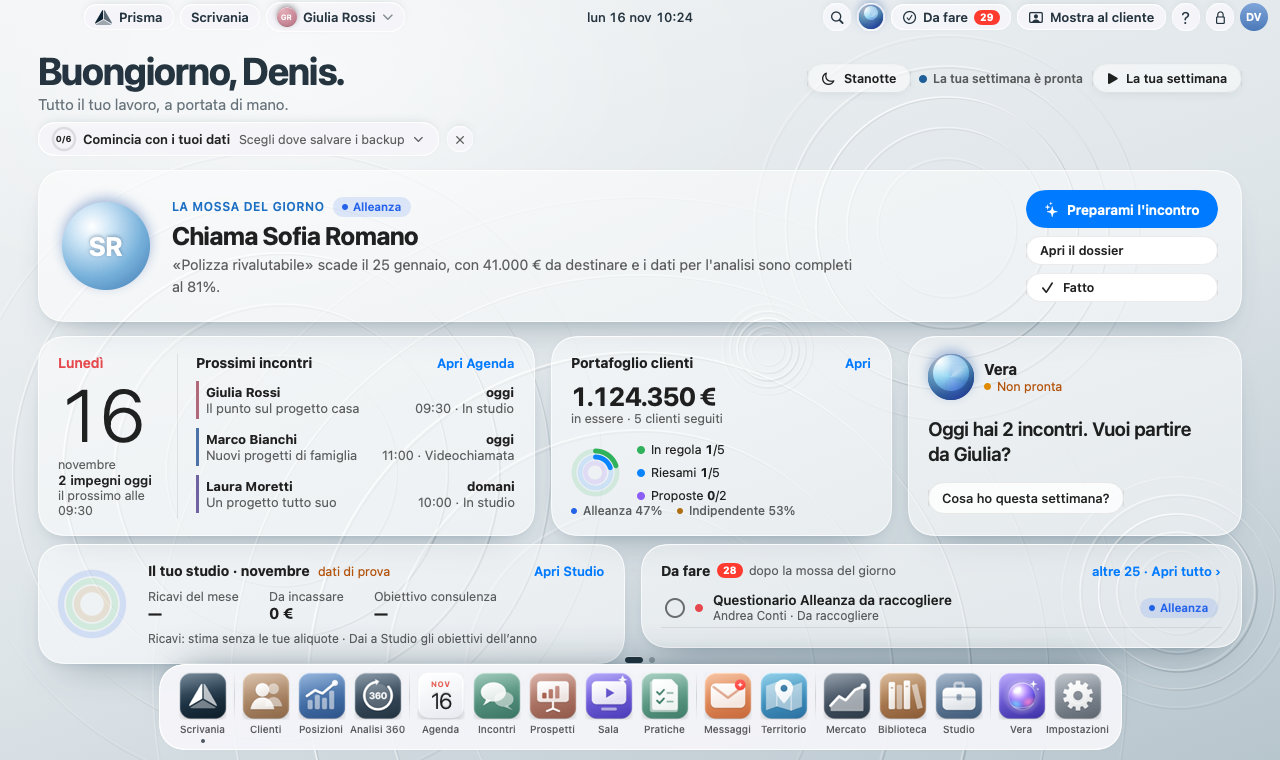 Prisma
Scrivania
GR Giulia Rossi
lun 16 nov 10:24
Da fare 29
Mostra al cliente
?
DV
Buongiorno, Denis.
Tutto il tuo lavoro, a portata di mano.
Stanotte
La tua settimana è pronta
La tua settimana
0/6 Comincia con i tuoi dati Scegli dove salvare i backup
SR
LA MOSSA DEL GIORNO Alleanza
Chiama Sofia Romano
«Polizza rivalutabile» scade il 25 gennaio, con 41.000 € da destinare e i dati per l'analisi sono completi
al 81%.
Preparami l'incontro
Apri il dossier
Fatto
Lunedì
16
novembre
2 impegni oggi
il prossimo alle
09:30
Prossimi incontri Apri Agenda
Giulia Rossi oggi
Il punto sul progetto casa 09:30 · In studio
Marco Bianchi oggi
Nuovi progetti di famiglia 11:00 · Videochiamata
Laura Moretti domani
Un progetto tutto suo 10:00 · In studio
Portafoglio clienti Apri
1.124.350 €
in essere · 5 clienti seguiti
In regola 1/5
Riesami 1/5
Proposte 0/2
Alleanza 47% Indipendente 53%
Vera
Non pronta
Oggi hai 2 incontri. Vuoi partire
da Giulia?
Cosa ho questa settimana?
Il tuo studio · novembre dati di prova Apri Studio
Ricavi del mese Da incassare Obiettivo consulenza
— 0 € —
Ricavi: stima senza le tue aliquote · Dai a Studio gli obiettivi dell'anno
Da fare 28 dopo la mossa del giorno altre 25 · Apri tutto ›
Questionario Alleanza da raccogliere
Andrea Conti · Da raccogliere
Alleanza
360
NOV
16
Scrivania Clienti Posizioni Analisi 360 Agenda Incontri Prospetti Sala Pratiche Messaggi Territorio Mercato Biblioteca Studio Vera Impostazioni